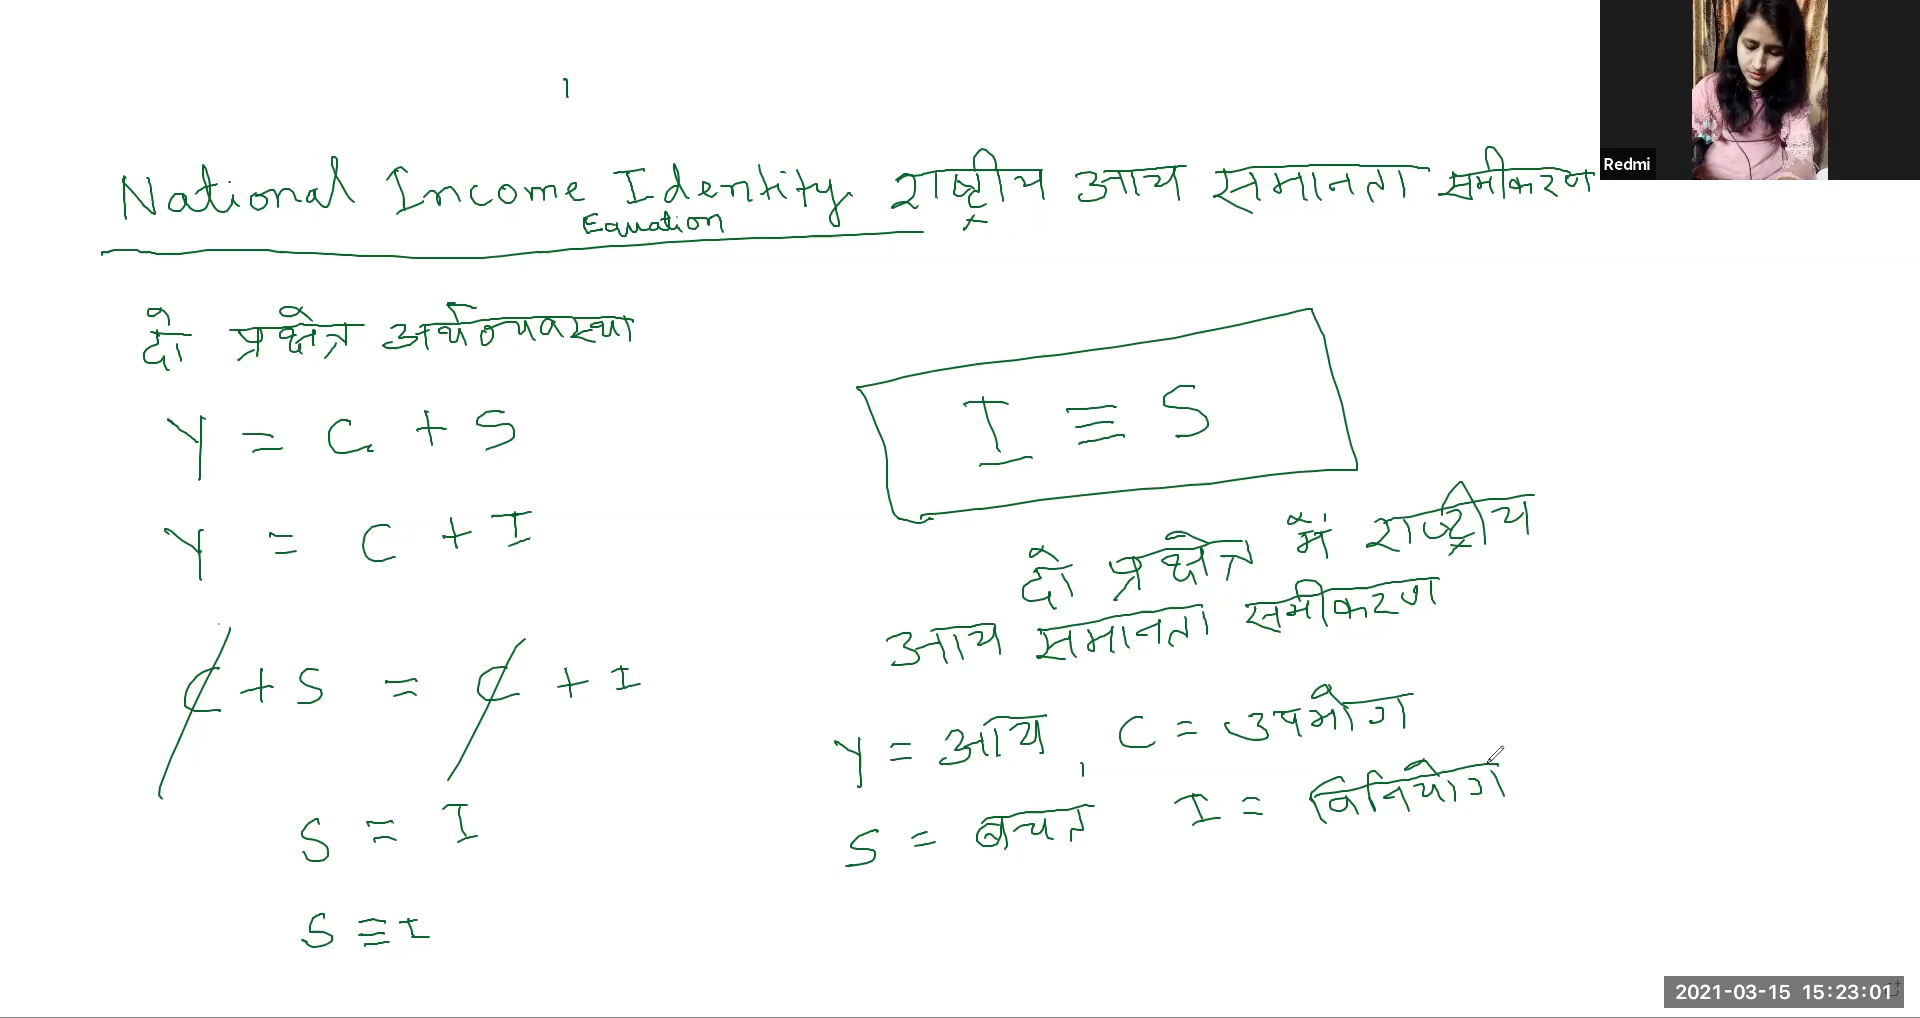 Redmi
National Income Identity राष्ट्रीय आय समानता समीकरण
Equation
दो प्रक्षेत्र अर्थव्यवस्था
Y = C + S
Y = C + I
C + S = C + I
S = I
S ≡ I
I ≡ S
दो प्रक्षेत्र में राष्ट्रीय
आय समानता समीकरण
Y = आय, C = उपभोग
S = बचत I = विनियोग
2021-03-15 15:23:01